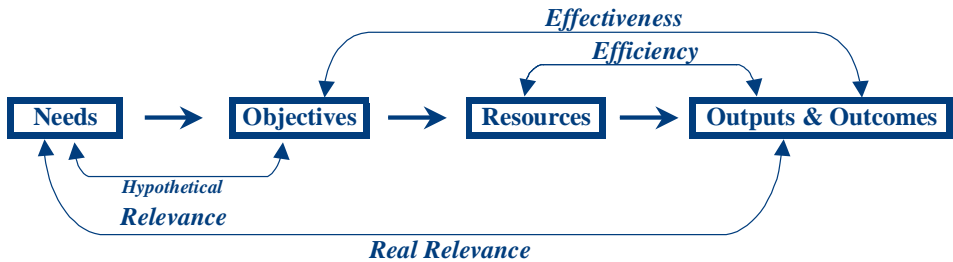 Effectiveness
Efficiency
Needs
Objectives
Resources
Outputs & Outcomes
Hypothetical
Relevance
Real Relevance